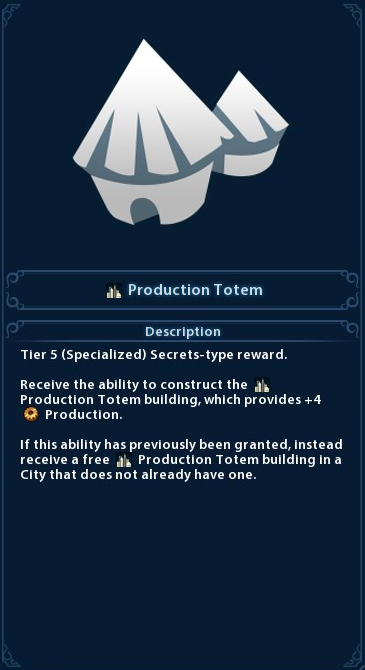 Production Totem
Description
Tier 5 (Specialized) Secrets-type reward.
Receive the ability to construct the
Production Totem building, which provides +4
Production.
If this ability has previously been granted, instead
receive a free Production Totem building in a
City that does not already have one.